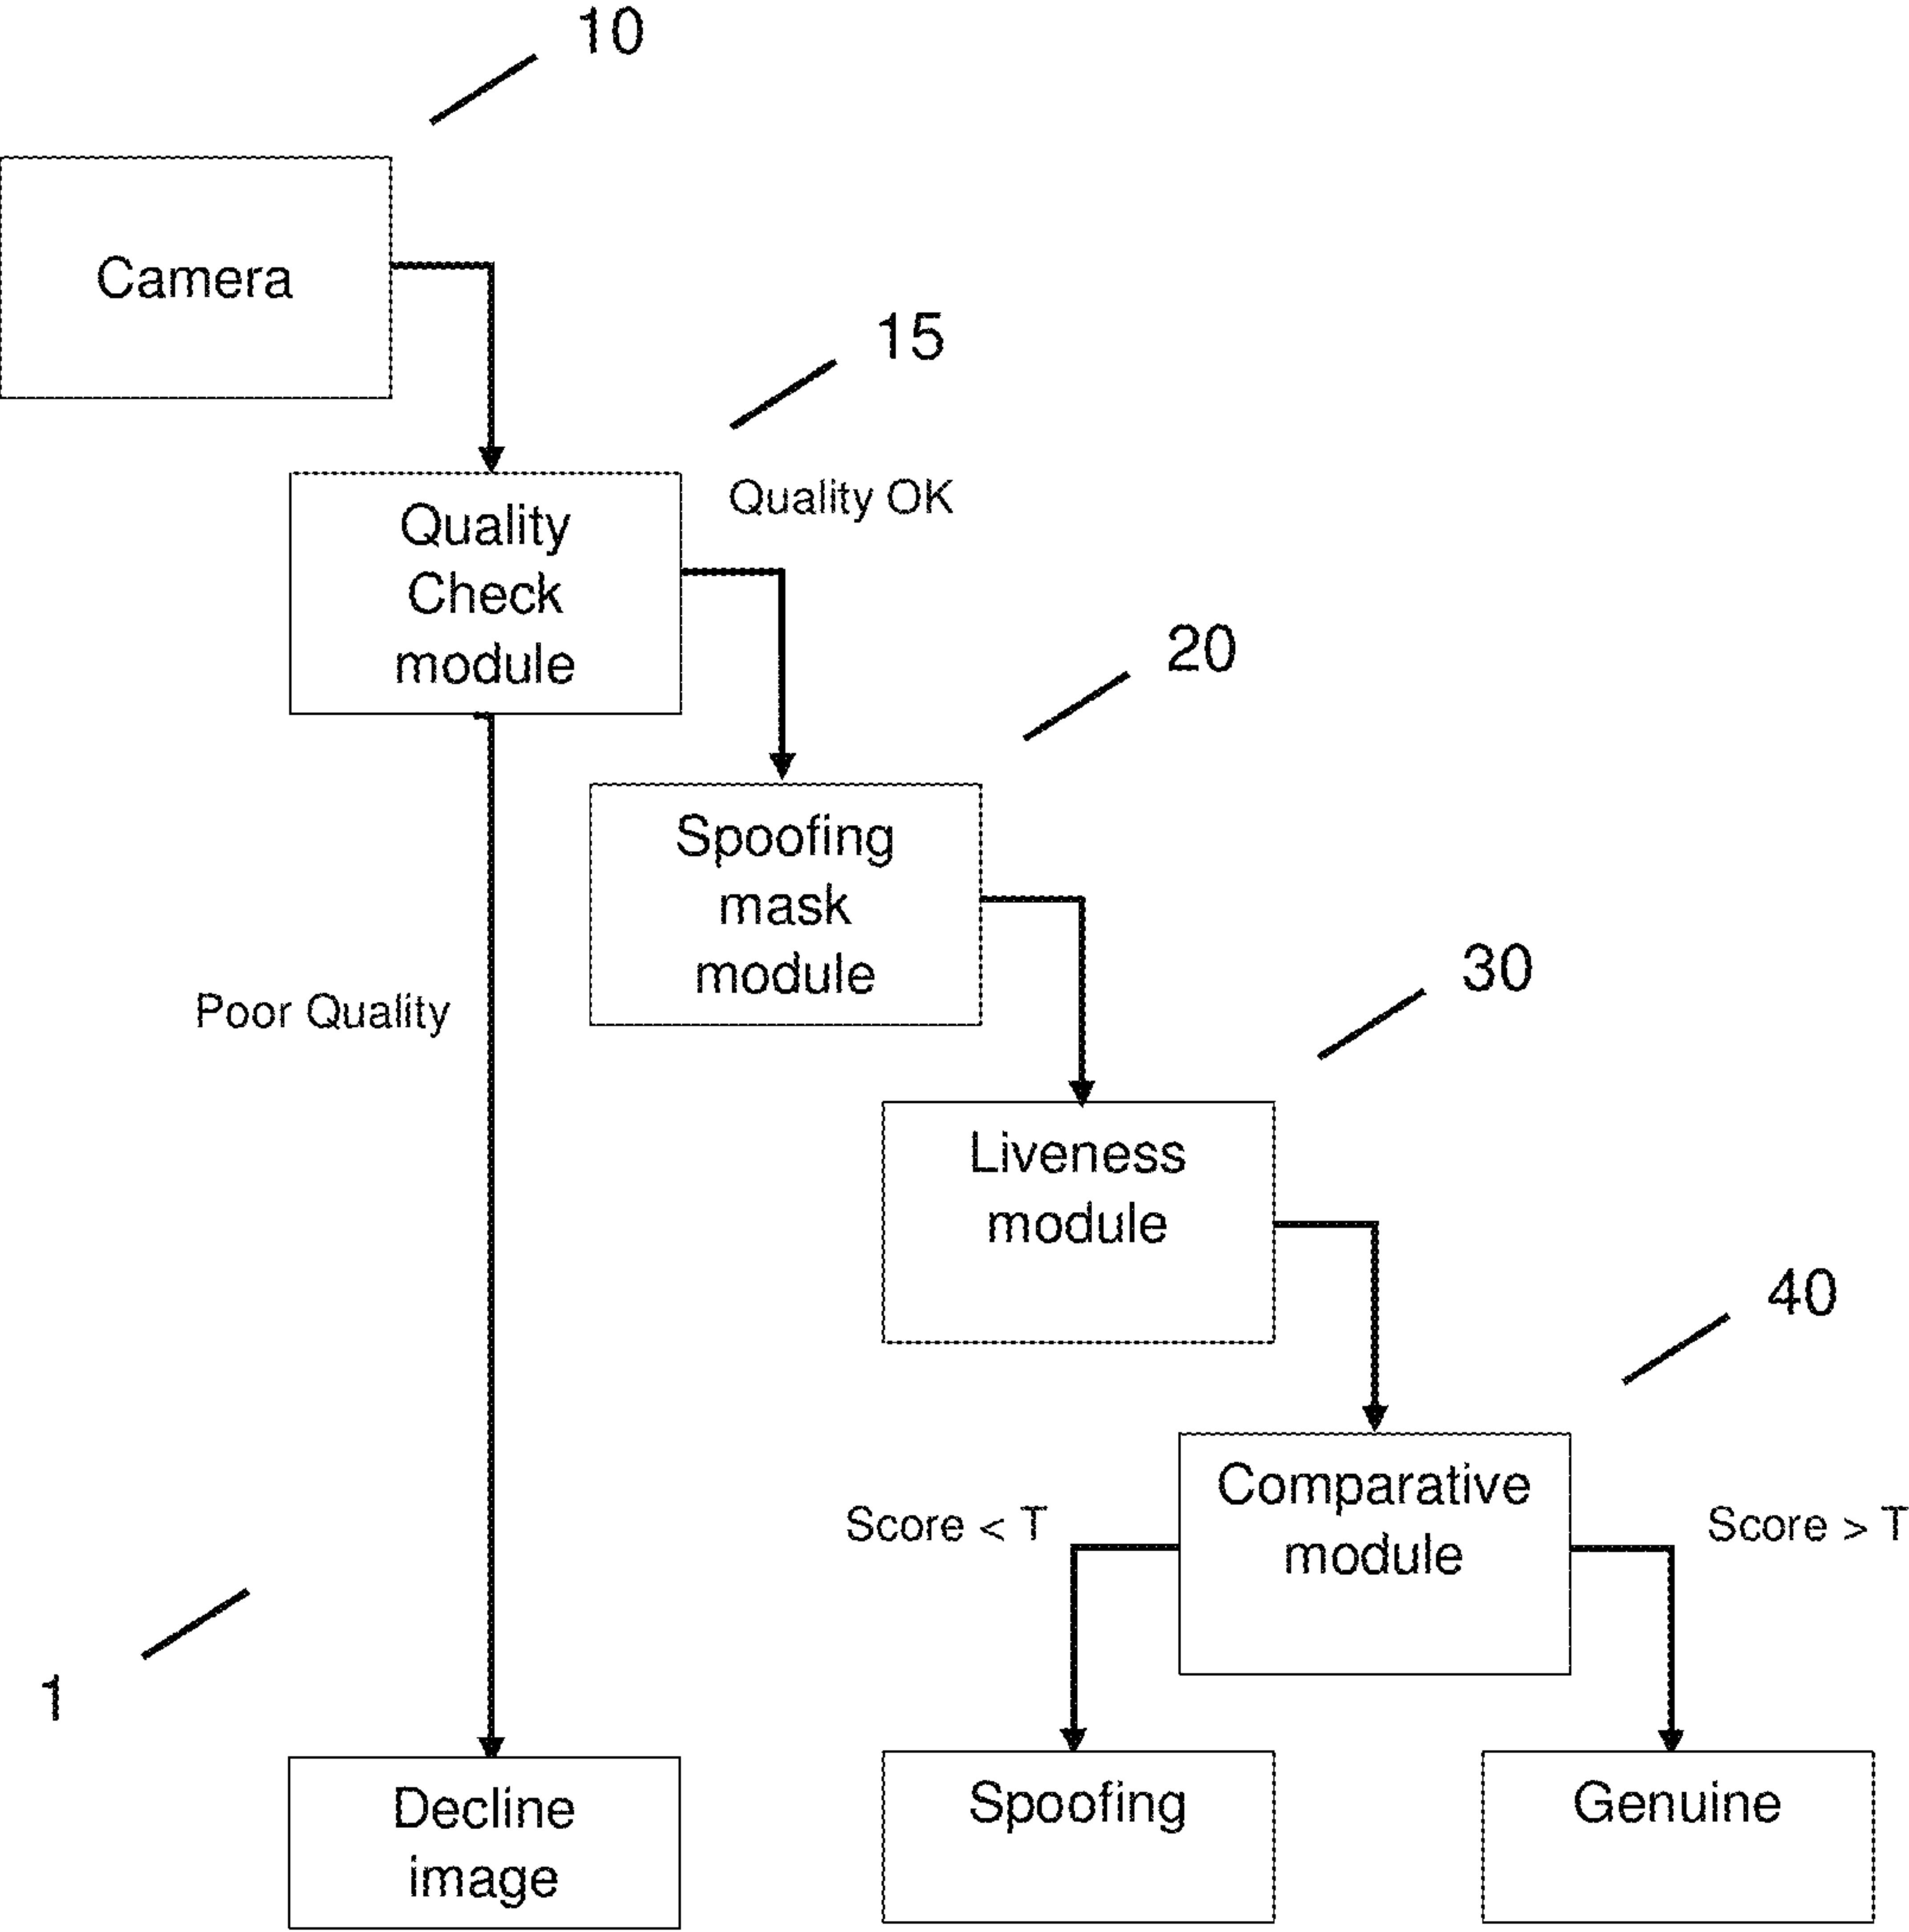 10
Camera
15
Quality OK
Quality
Check
module
20
Spoofing
mask
module
Poor Quality
30
Liveness
module
40
Comparative
module
Score < T
Score > T
1
Decline
image
Spoofing
Genuine